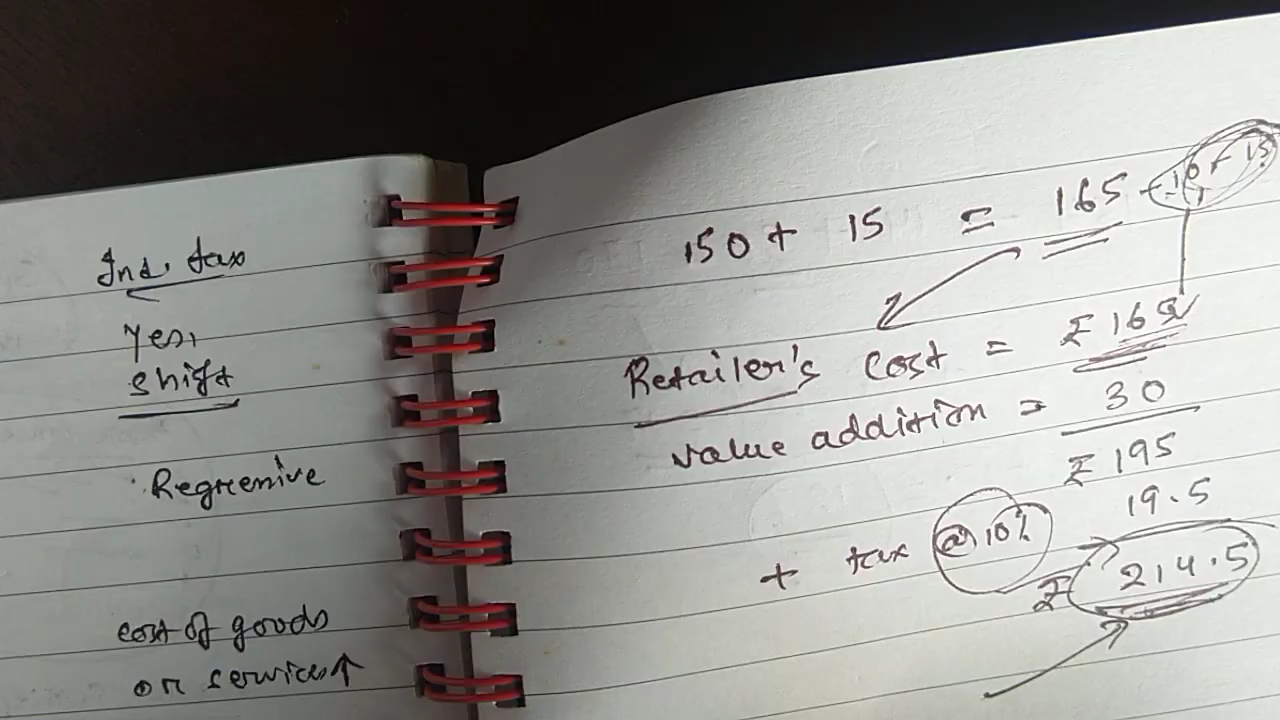 Ind. tax
Yes,
shift
Regressive
cost of goods
or services↑
150 + 15 = 165
Retailer's cost = ₹ 165
value addition = 30
₹ 195
19.5
+ tax @ 10%
₹ 214.5